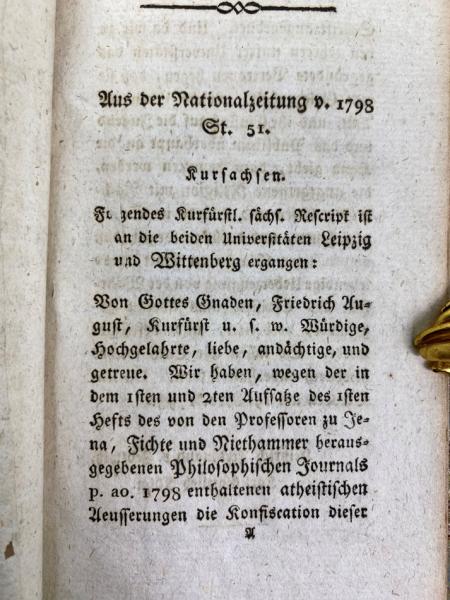 Aus der Nationalzeitung v. 1798
St. 51.
Kursachsen.
Folgendes Kurfürstl. sächs. Rescript ist
an die beiden Universitäten Leipzig
und Wittenberg ergangen:
Von Gottes Gnaden, Friedrich Au-
gust, Kurfürst u. s. w. Würdige,
Hochgelahrte, liebe, andächtige, und
getreue. Wir haben, wegen der in
dem 1sten und 2ten Auffatze des 1sten
Hefts des von den Professoren zu Je-
na, Fichte und Niethammer heraus-
gegebenen Philosophischen Journals
p. ao. 1798 enthaltenen atheistischen
Aeusserungen die Konfiscation dieser
A